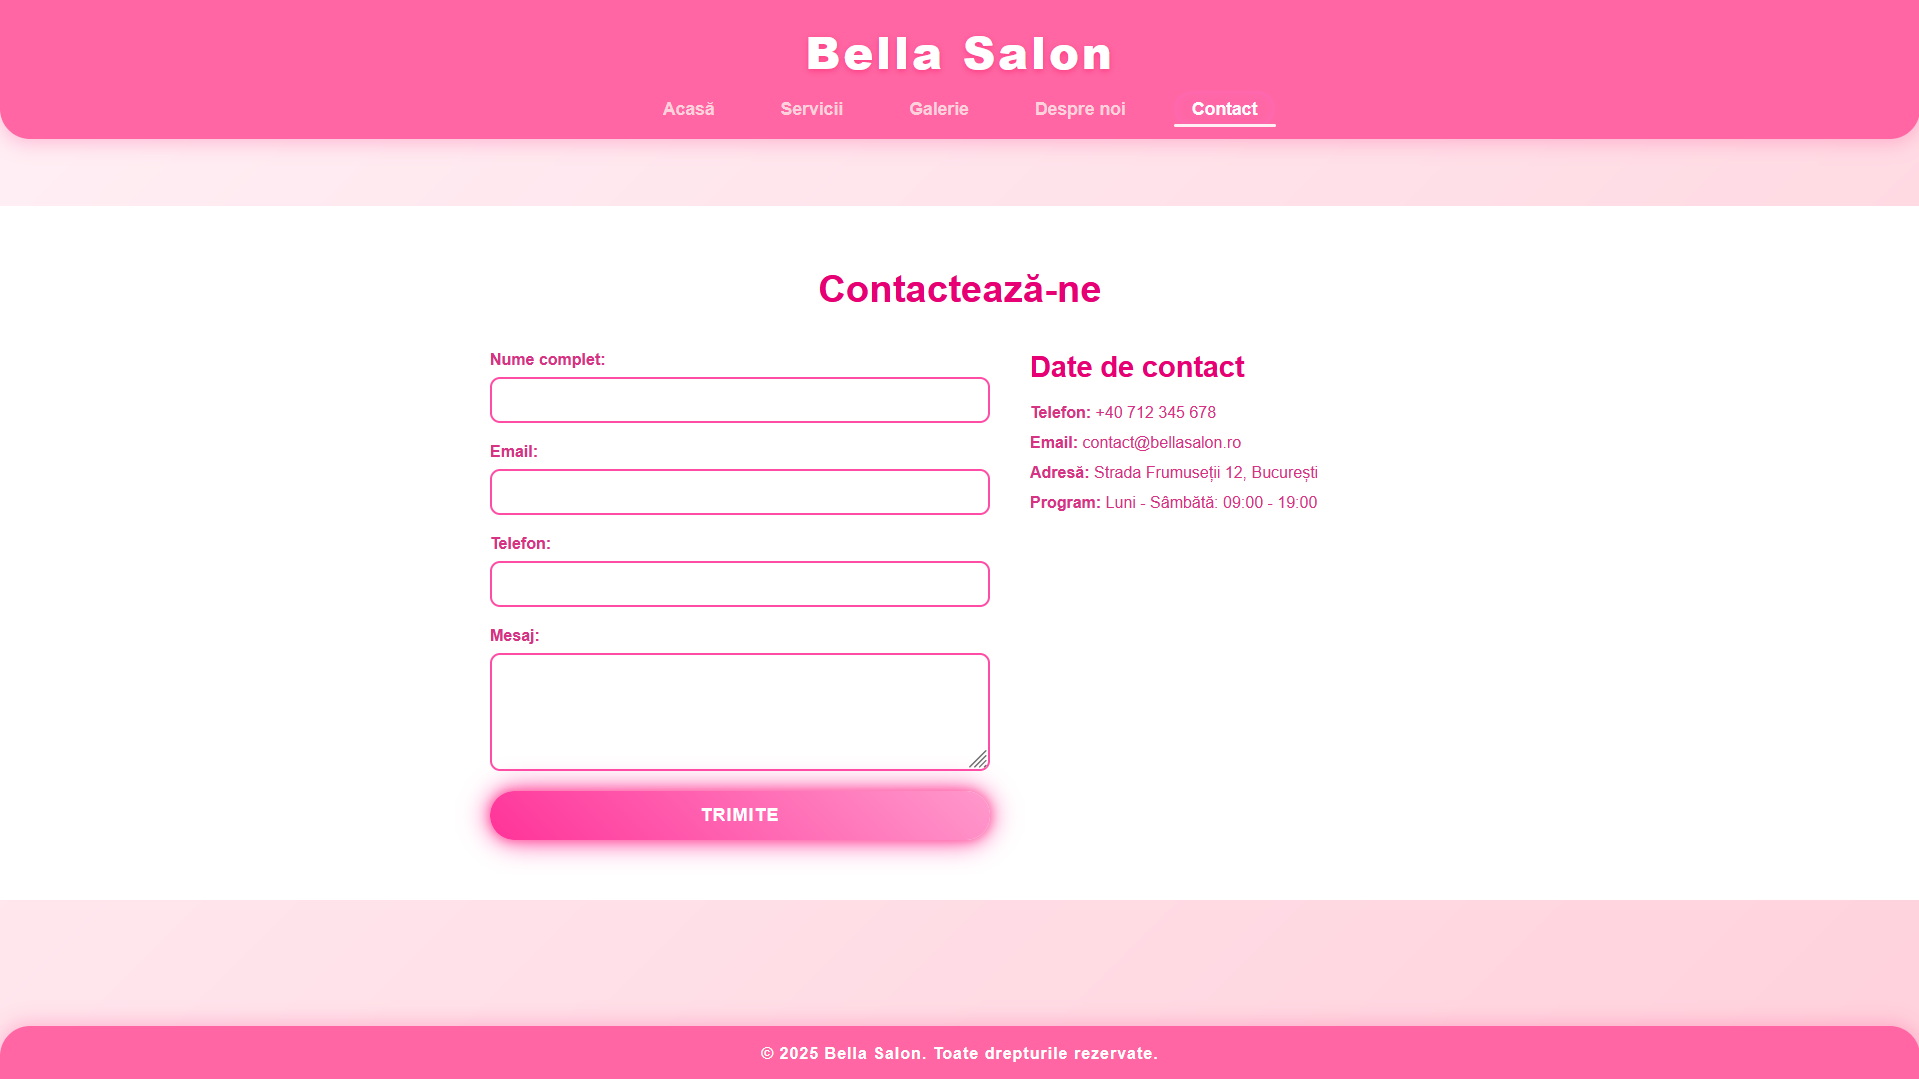 Bella Salon
Acasă Servicii Galerie Despre noi Contact
Contactează-ne
Nume complet:
Email:
Telefon:
Mesaj:
TRIMITE
Date de contact
Telefon: +40 712 345 678
Email: contact@bellasalon.ro
Adresă: Strada Frumuseții 12, București
Program: Luni - Sâmbătă: 09:00 - 19:00
© 2025 Bella Salon. Toate drepturile rezervate.